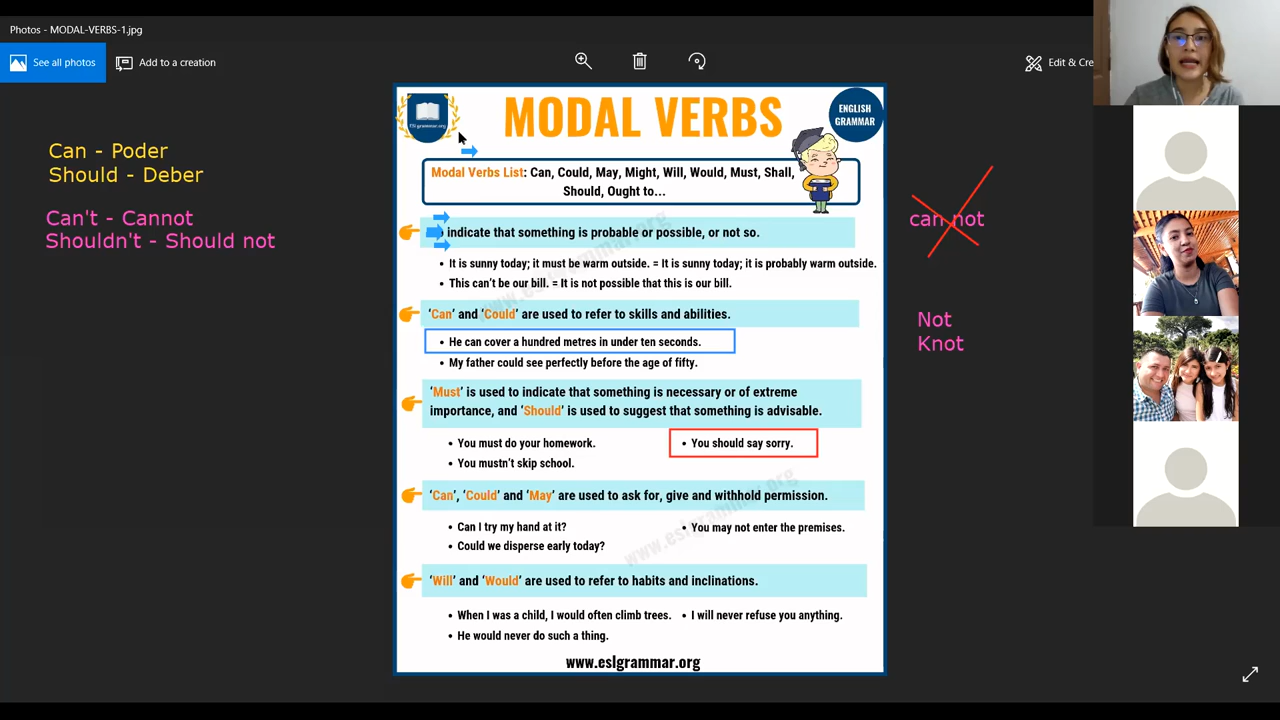 Photos - MODAL-VERBS-1.jpg
See all photos
Add to a creation
Edit & Cre
Can - Poder
Should - Deber
Can't - Cannot
Shouldn't - Should not
ESLgrammar.org
MODAL VERBS
ENGLISH
GRAMMAR
Modal Verbs List: Can, Could, May, Might, Will, Would, Must, Shall,
Should, Ought to...
indicate that something is probable or possible, or not so.
• It is sunny today; it must be warm outside. = It is sunny today; it is probably warm outside.
• This can't be our bill. = It is not possible that this is our bill.
'Can' and 'Could' are used to refer to skills and abilities.
• He can cover a hundred metres in under ten seconds.
• My father could see perfectly before the age of fifty.
'Must' is used to indicate that something is necessary or of extreme
importance, and 'Should' is used to suggest that something is advisable.
• You must do your homework.
• You should say sorry.
• You mustn't skip school.
'Can', 'Could' and 'May' are used to ask for, give and withhold permission.
• Can I try my hand at it?
• You may not enter the premises.
• Could we disperse early today?
'Will' and 'Would' are used to refer to habits and inclinations.
• When I was a child, I would often climb trees.
• I will never refuse you anything.
• He would never do such a thing.
www.eslgrammar.org
www.eslgrammar.org
www.eslgrammar.org
can not
Not
Knot